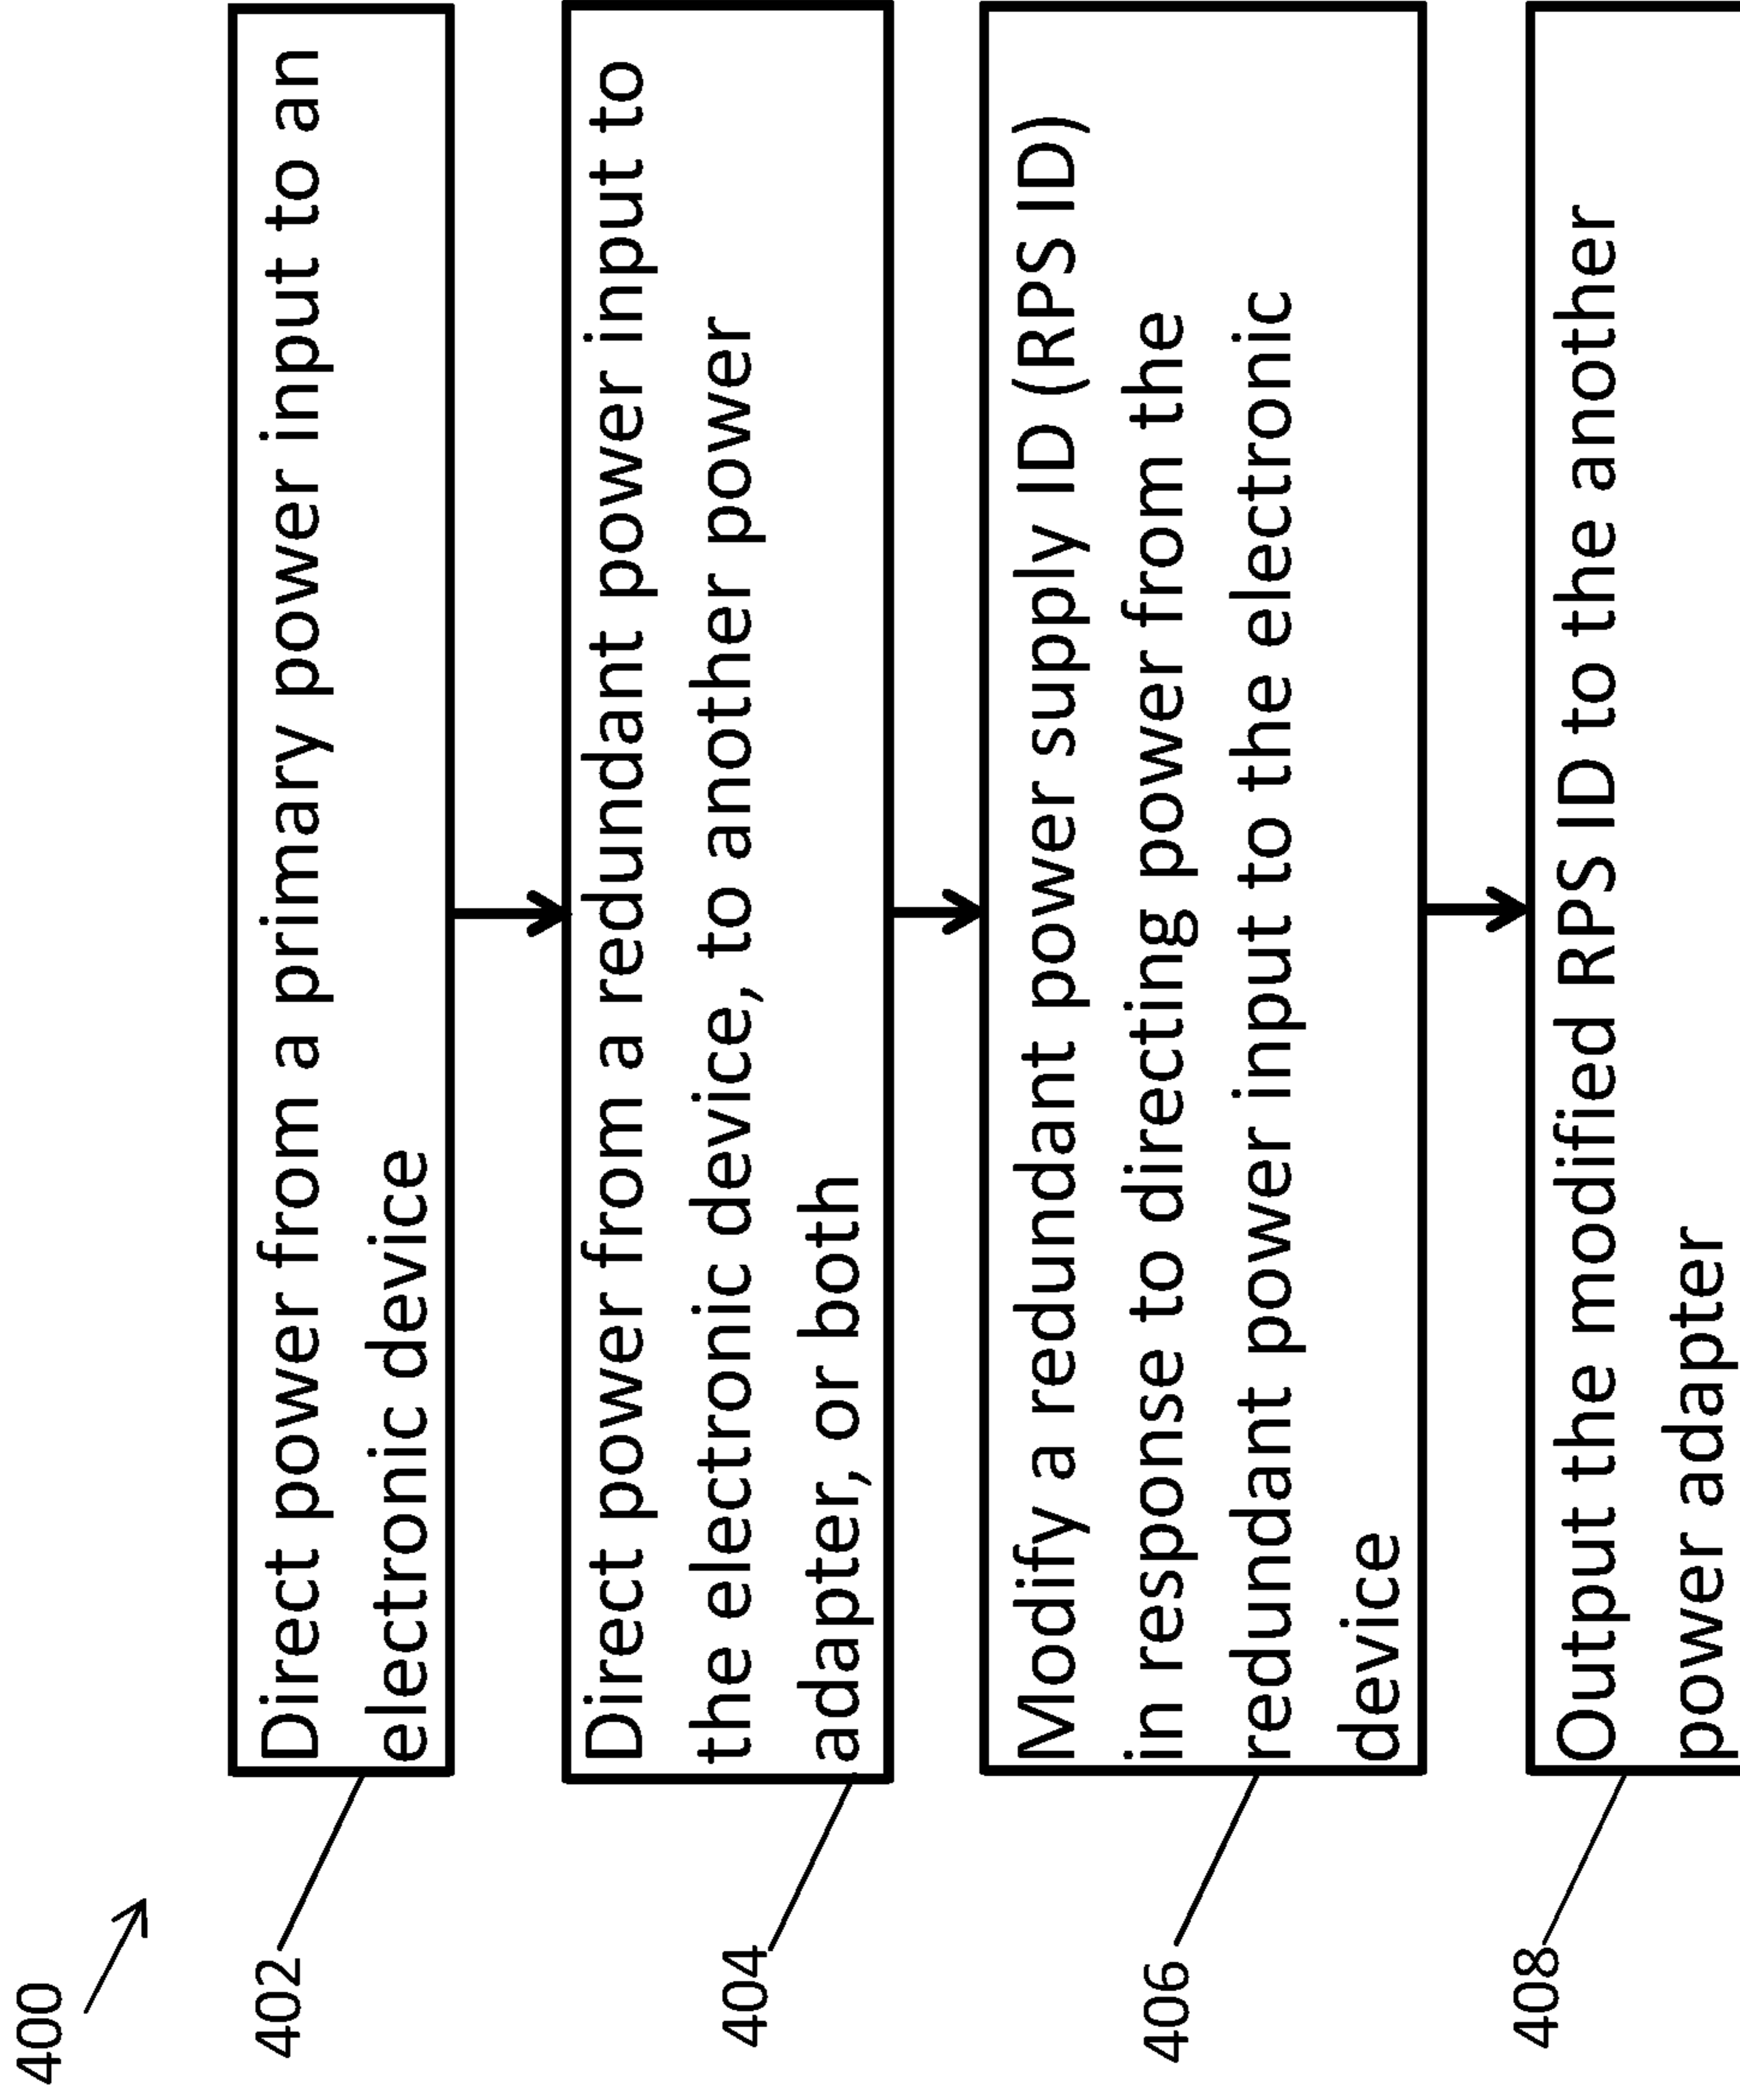 400
402
Direct power from a primary power input to an
electronic device
404
Direct power from a redundant power input to
the electronic device, to another power
adapter, or both
406
Modify a redundant power supply ID (RPS ID)
in response to directing power from the
redundant power input to the electronic
device
408
Output the modified RPS ID to the another
power adapter